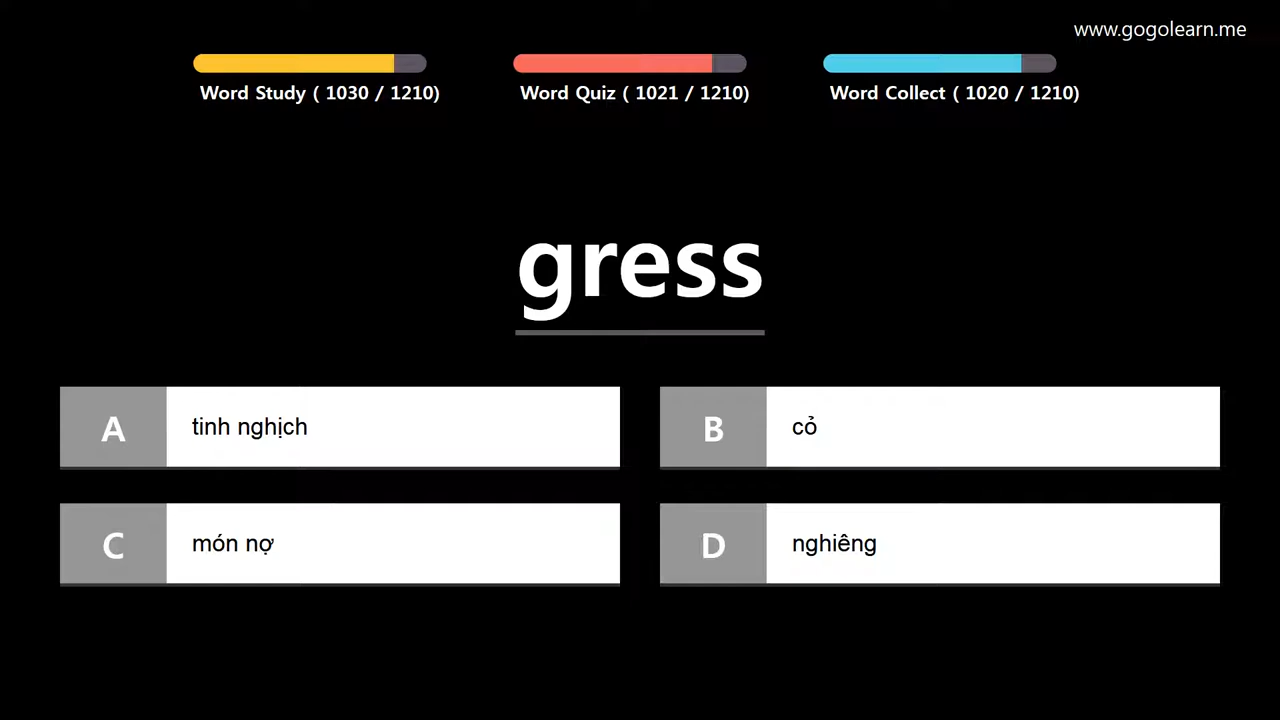 www.gogolearn.me
Word Study ( 1030 / 1210)
Word Quiz ( 1021 / 1210)
Word Collect ( 1020 / 1210)
gress
A tinh nghịch
B cỏ
C món nợ
D nghiêng